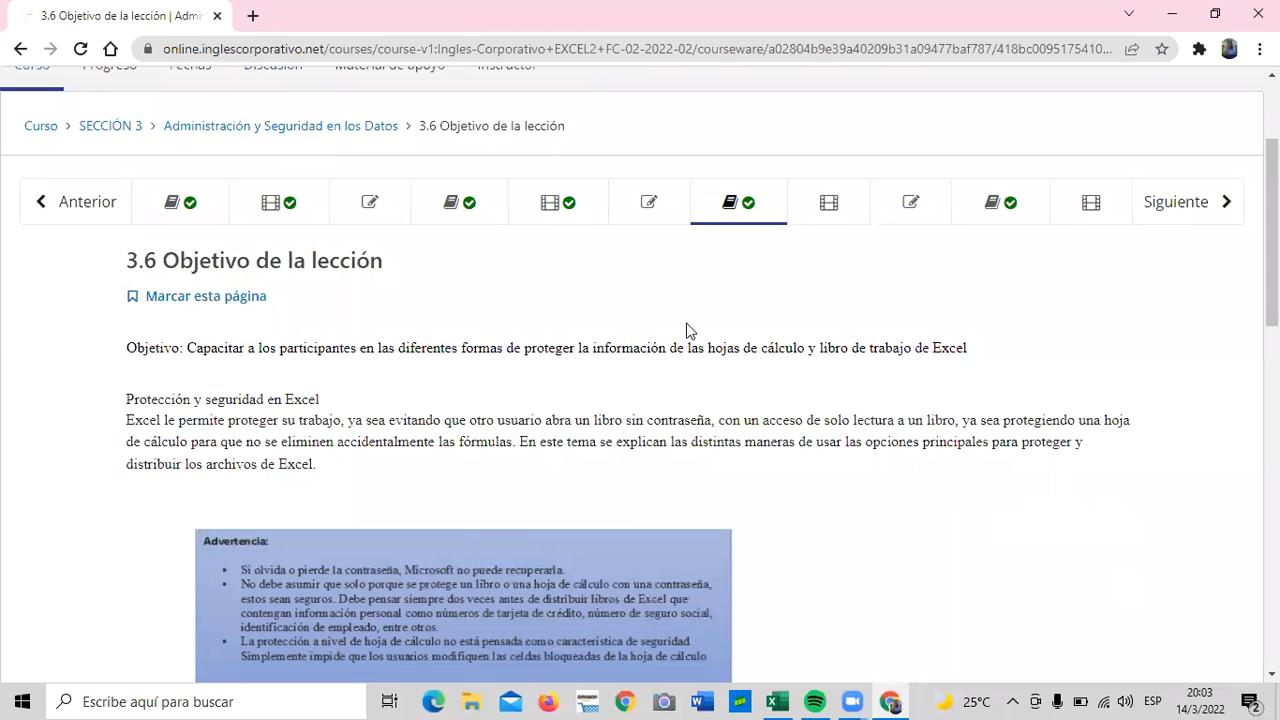 3.6 Objetivo de la lección | Admi
online.inglescorporativo.net/courses/course-v1:Ingles-Corporativo+EXCEL2+FC-02-2022-02/courseware/a02804b9e39a40209b31a09477baf787/418bc0095175410...
Curso Progreso Fechas Discusión Material de apoyo Instructor
Curso > SECCIÓN 3 > Administración y Seguridad en los Datos > 3.6 Objetivo de la lección
Anterior Siguiente
3.6 Objetivo de la lección
Marcar esta página
Objetivo: Capacitar a los participantes en las diferentes formas de proteger la información de las hojas de cálculo y libro de trabajo de Excel
Protección y seguridad en Excel
Excel le permite proteger su trabajo, ya sea evitando que otro usuario abra un libro sin contraseña, con un acceso de solo lectura a un libro, ya sea protegiendo una hoja
de cálculo para que no se eliminen accidentalmente las fórmulas. En este tema se explican las distintas maneras de usar las opciones principales para proteger y
distribuir los archivos de Excel.
Advertencia:
• Si olvida o pierde la contraseña, Microsoft no puede recuperarla.
• No debe asumir que solo porque se protege un libro o una hoja de cálculo con una contraseña,
estos sean seguros. Debe pensar siempre dos veces antes de distribuir libros de Excel que
contengan información personal como números de tarjeta de crédito, número de seguro social,
identificación de empleado, entre otros.
• La protección a nivel de hoja de cálculo no está pensada como característica de seguridad.
Simplemente impide que los usuarios modifiquen las celdas bloqueadas de la hoja de cálculo
Escribe aquí para buscar
amazon
25°C
ESP
20:03
14/3/2022
2